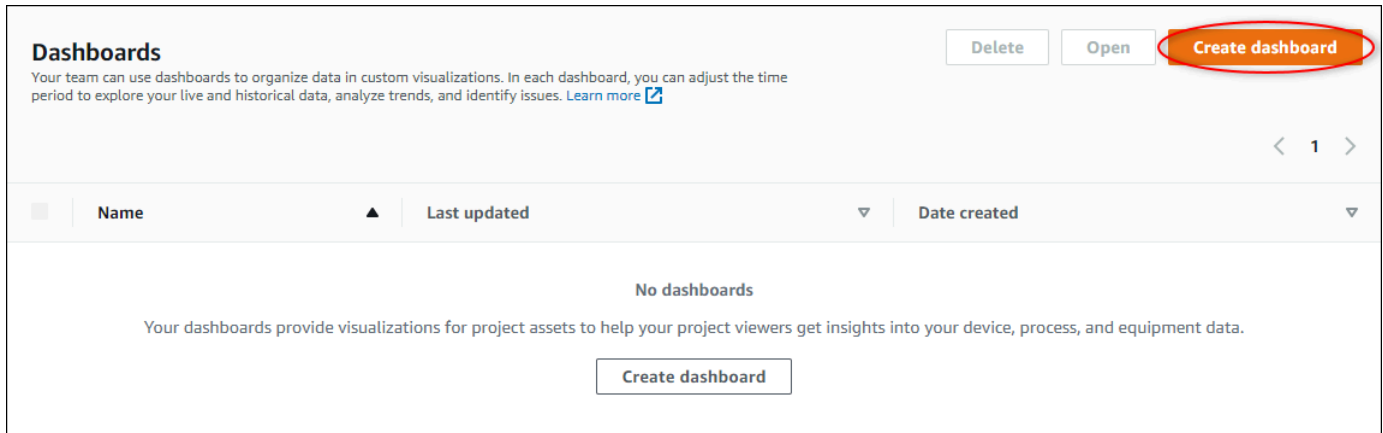 Dashboards
Delete
Open
Create dashboard
Your team can use dashboards to organize data in custom visualizations. In each dashboard, you can adjust the time
period to explore your live and historical data, analyze trends, and identify issues. Learn more
1
Name
Last updated
Date created
No dashboards
Your dashboards provide visualizations for project assets to help your project viewers get insights into your device, process, and equipment data.
Create dashboard